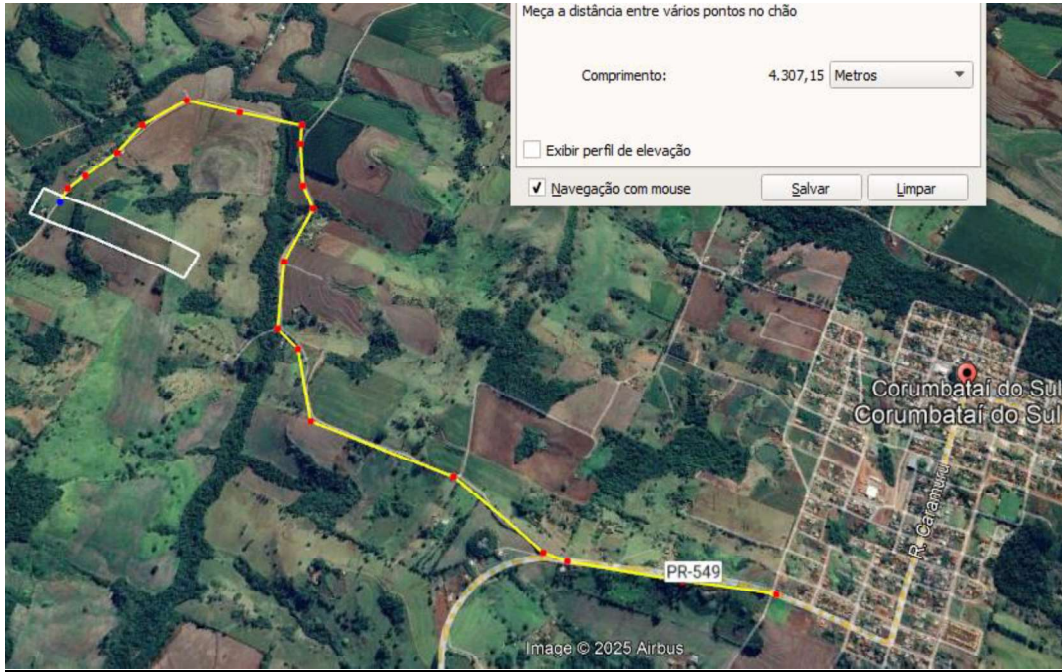 Meça a distância entre vários pontos no chão
Comprimento: 4.307,15 Metros
Exibir perfil de elevação
Navegação com mouse Salvar Limpar
Corumbataí do Sul
Corumbataí do Sul
R. Caramuru
PR-549
Image © 2025 Airbus